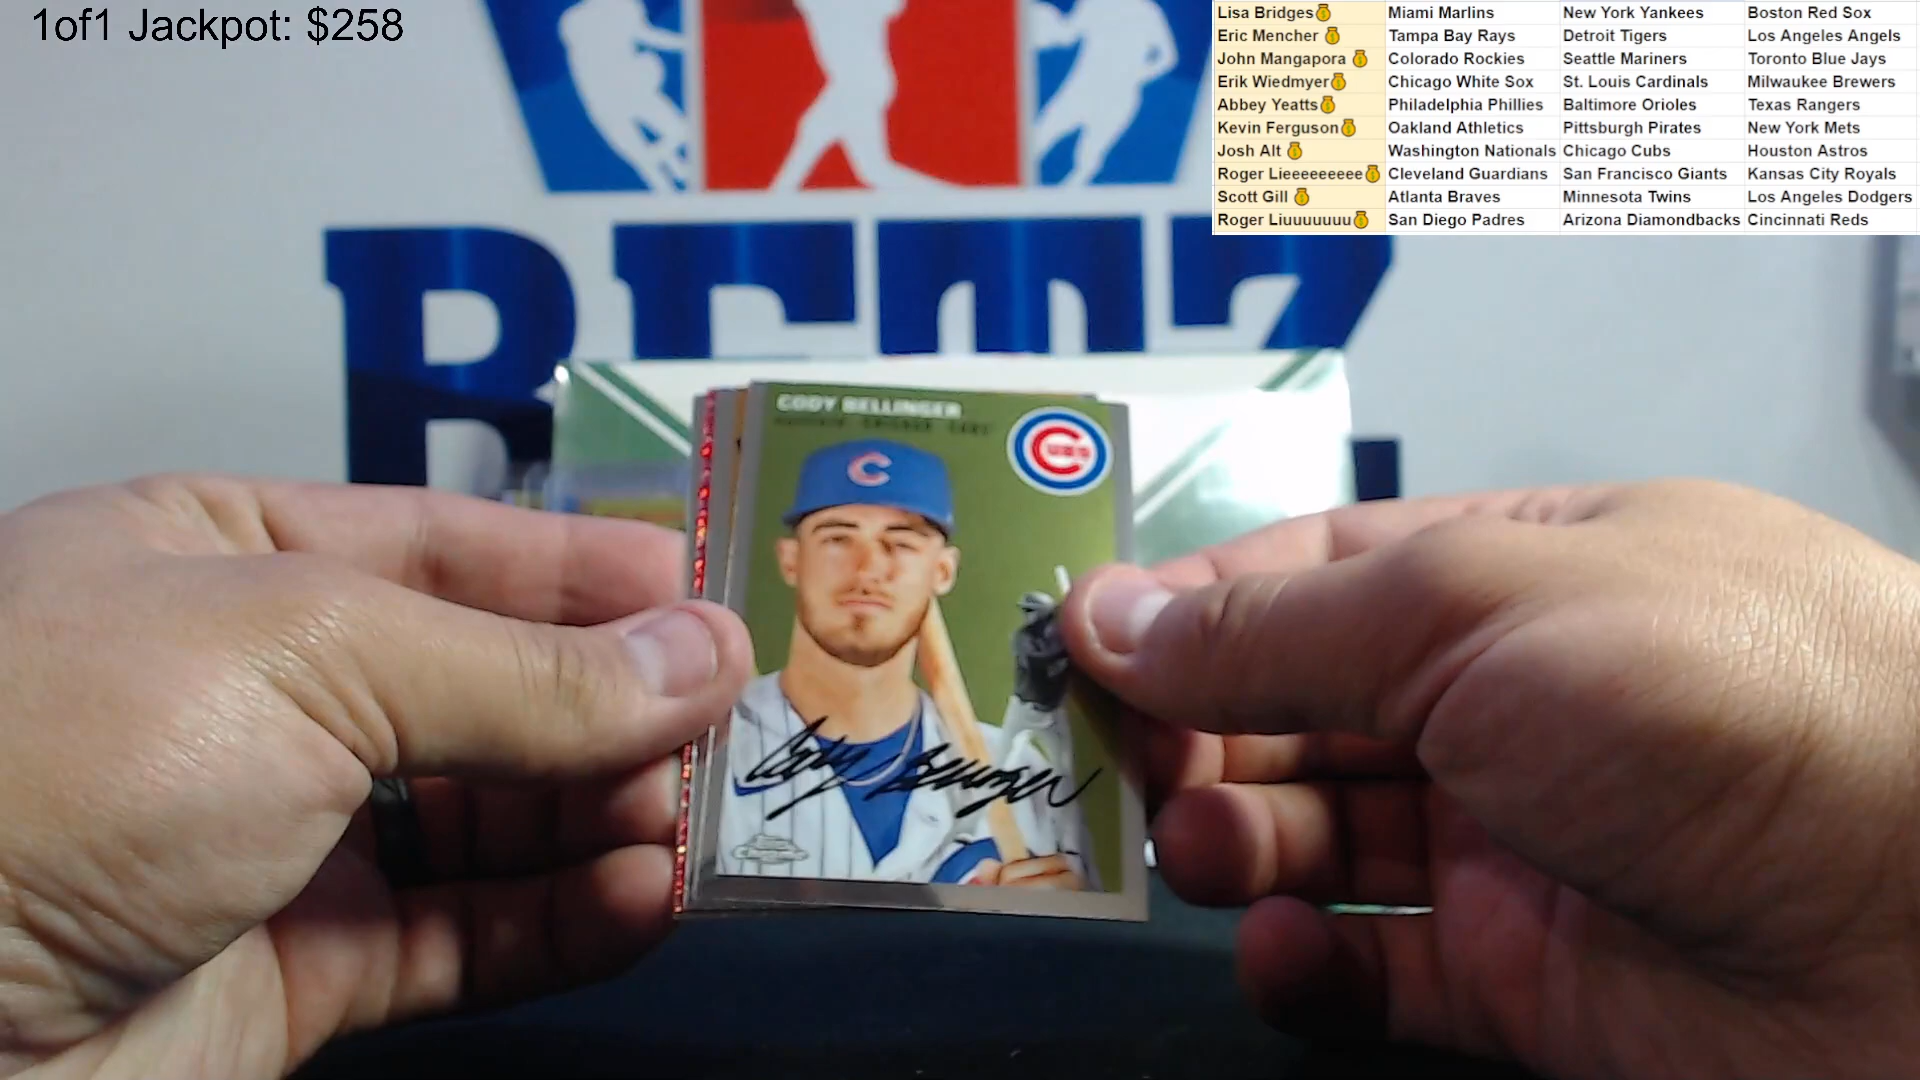 1of1 Jackpot: $258
Lisa Bridges Miami Marlins New York Yankees Boston Red Sox
Eric Mencher Tampa Bay Rays Detroit Tigers Los Angeles Angels
John Mangapora Colorado Rockies Seattle Mariners Toronto Blue Jays
Erik Wiedmyer Chicago White Sox St. Louis Cardinals Milwaukee Brewers
Abbey Yeatts Philadelphia Phillies Baltimore Orioles Texas Rangers
Kevin Ferguson Oakland Athletics Pittsburgh Pirates New York Mets
Josh Alt Washington Nationals Chicago Cubs Houston Astros
Roger Lieeeeeeeee Cleveland Guardians San Francisco Giants Kansas City Royals
Scott Gill Atlanta Braves Minnesota Twins Los Angeles Dodgers
Roger Liuuuuuuu San Diego Padres Arizona Diamondbacks Cincinnati Reds
CODY BELLINGER
CUBS
C
Cody Bellinger